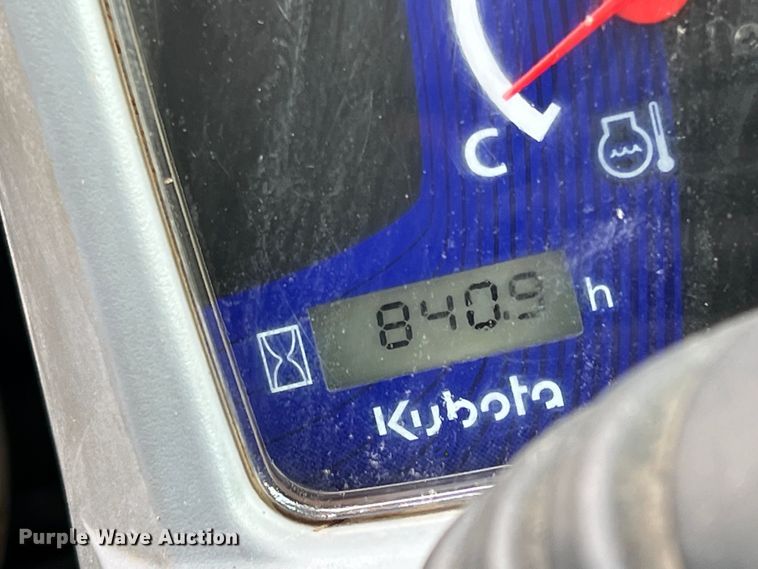 C
840.9 h
Kubota
Purple Wave Auction